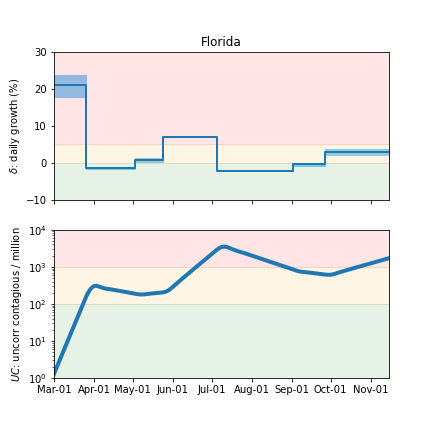 Florida
30
20
10
0
−10
δ: daily growth (%)
10⁴
10³
10²
10¹
10⁰
UC: uncorr contagious / million
Mar-01 Apr-01 May-01 Jun-01 Jul-01 Aug-01 Sep-01 Oct-01 Nov-01